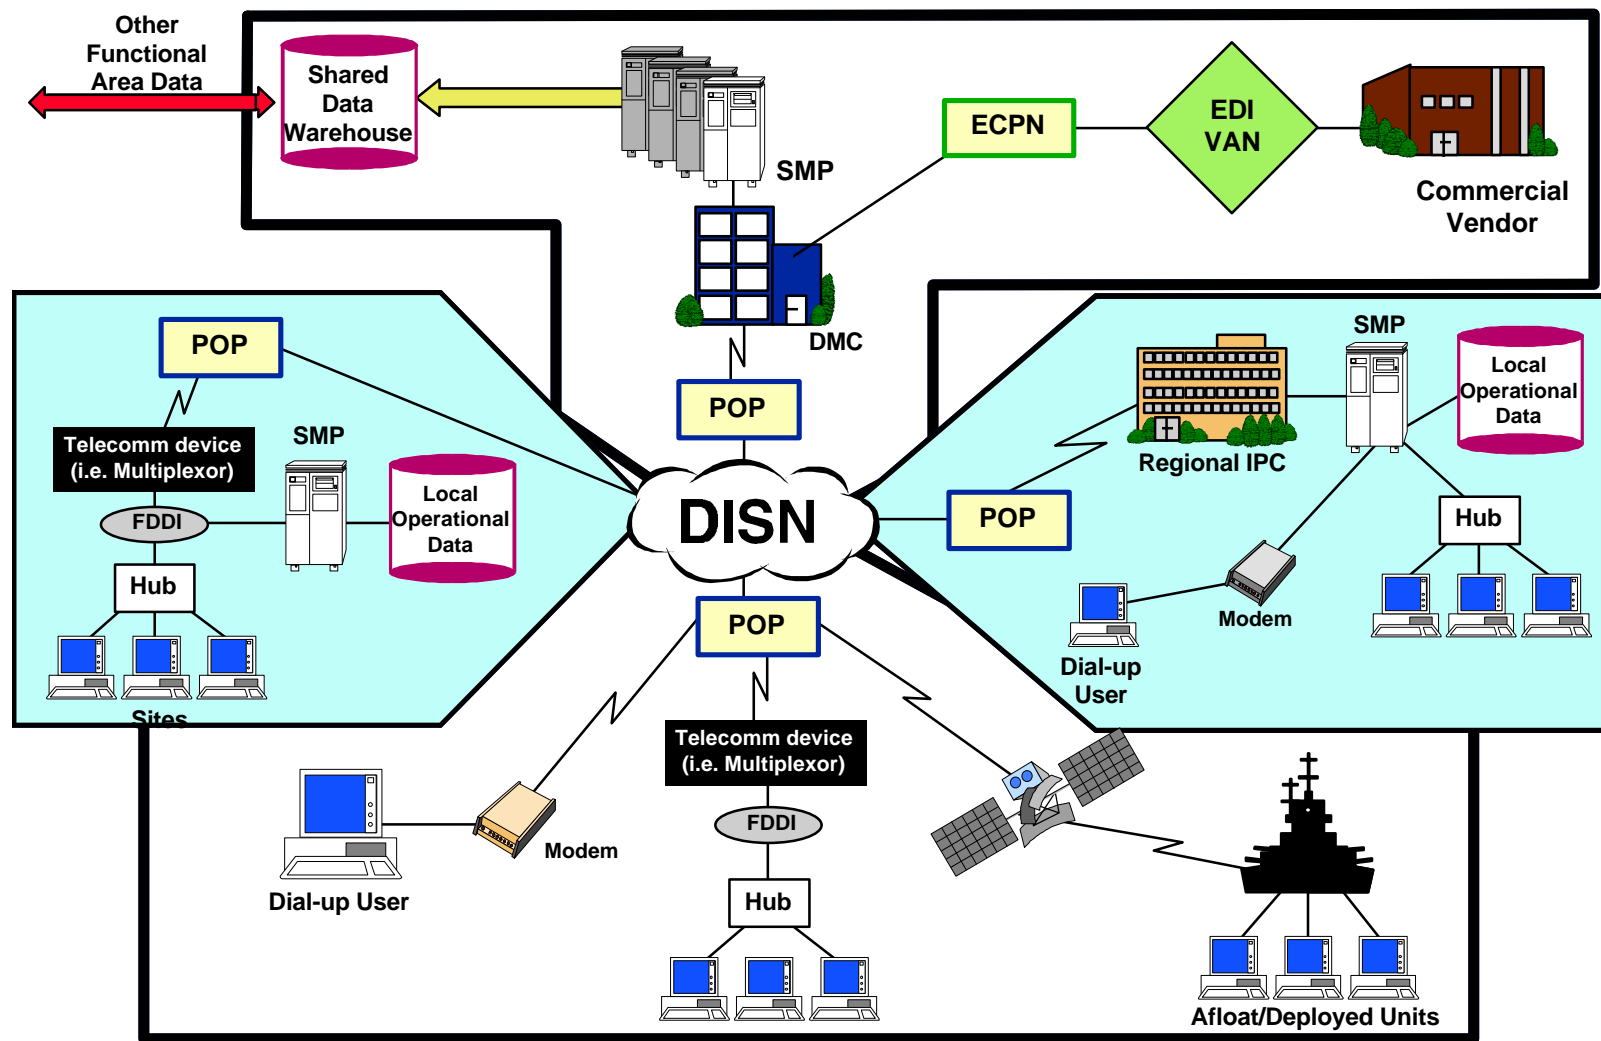 Other
Functional
Area Data
Shared
Data
Warehouse
SMP
ECPN
EDI
VAN
Commercial
Vendor
DMC
POP
POP
Telecomm device
(i.e. Multiplexor)
FDDI
SMP
Local
Operational
Data
Hub
Sites
DISN
SMP
Local
Operational
Data
Regional IPC
POP
Hub
Modem
Dial-up
User
POP
Telecomm device
(i.e. Multiplexor)
FDDI
Hub
Modem
Dial-up User
Afloat/Deployed Units